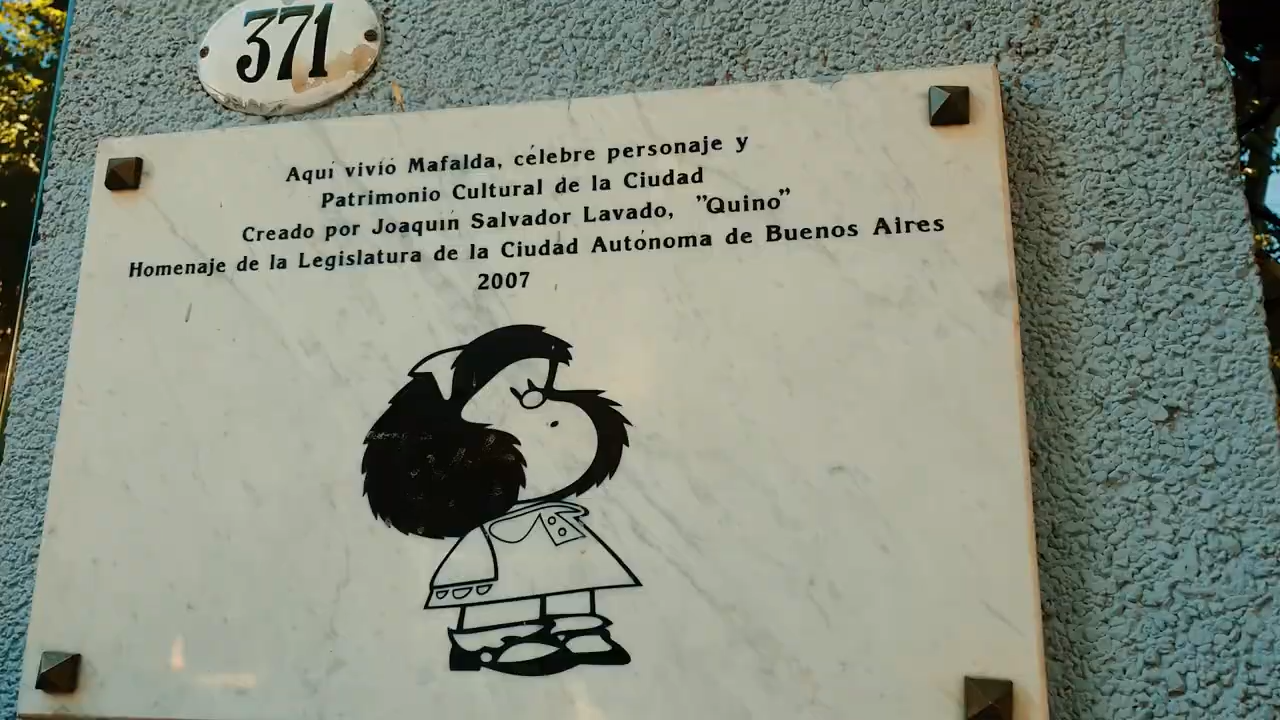 371
Aquí vivió Mafalda, célebre personaje y
Patrimonio Cultural de la Ciudad
Creado por Joaquín Salvador Lavado, "Quino"
Homenaje de la Legislatura de la Ciudad Autónoma de Buenos Aires
2007